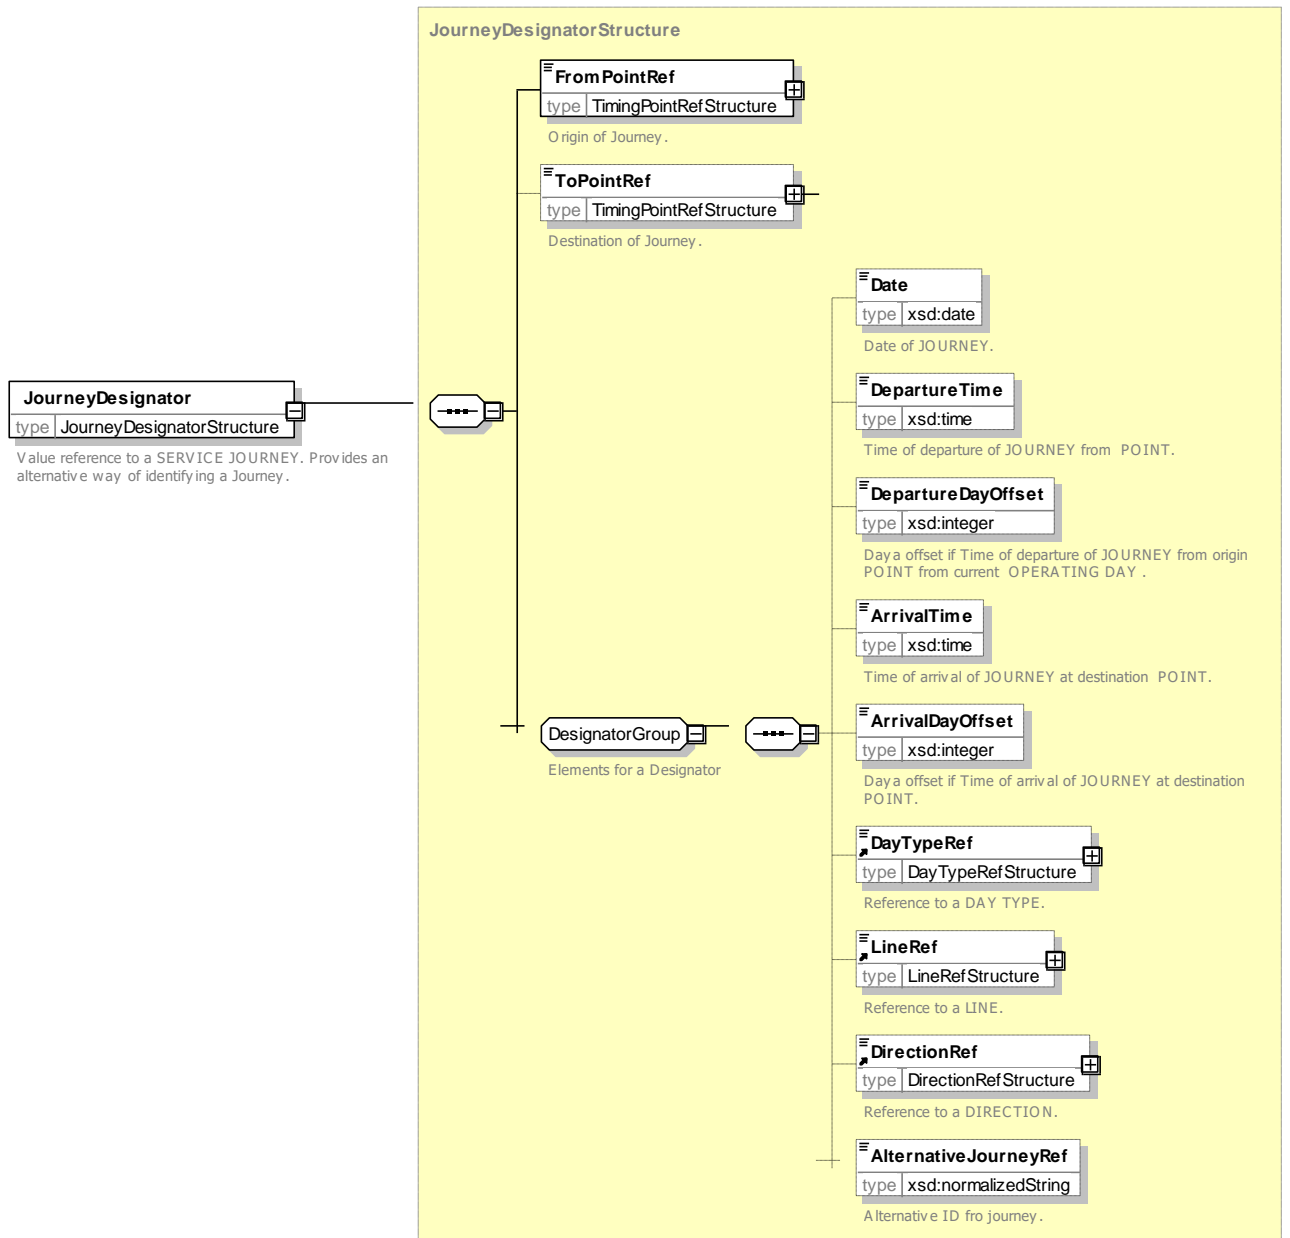 JourneyDesignatorStructure
FromPointRef
type TimingPointRefStructure
Origin of Journey.
ToPointRef
type TimingPointRefStructure
Destination of Journey.
Date
type xsd:date
Date of JOURNEY.
JourneyDesignator
type JourneyDesignatorStructure
Value reference to a SERVICE JOURNEY. Provides an
alternative way of identifying a Journey.
DepartureTime
type xsd:time
Time of departure of JOURNEY from POINT.
DepartureDayOffset
type xsd:integer
Daya offset if Time of departure of JOURNEY from origin
POINT from current OPERATING DAY .
ArrivalTime
type xsd:time
Time of arrival of JOURNEY at destination POINT.
DesignatorGroup
Elements for a Designator
ArrivalDayOffset
type xsd:integer
Daya offset if Time of arrival of JOURNEY at destination
POINT.
DayTypeRef
type DayTypeRefStructure
Reference to a DAY TYPE.
LineRef
type LineRefStructure
Reference to a LINE.
DirectionRef
type DirectionRefStructure
Reference to a DIRECTION.
AlternativeJourneyRef
type xsd:normalizedString
Alternative ID fro journey.